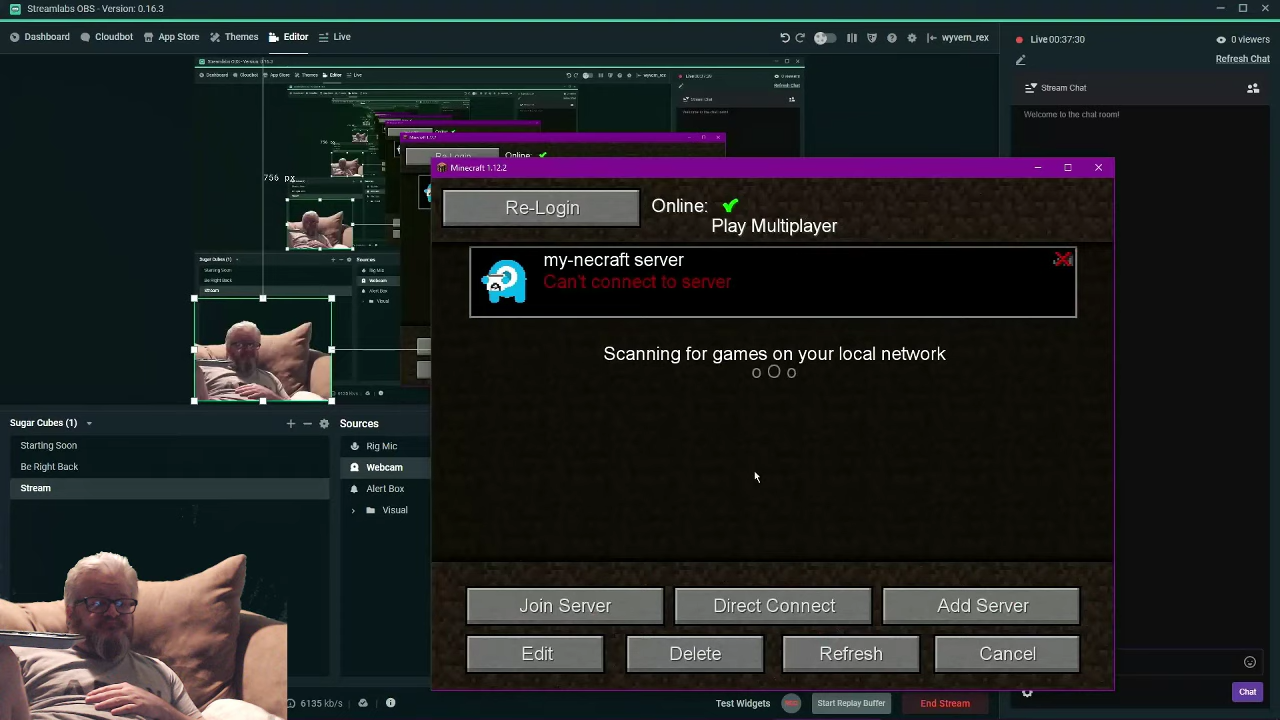 Streamlabs OBS - Version: 0.16.3
Dashboard
Cloudbot
App Store
Themes
Editor
Live
wyvern_rex
Live 00:37:30
0 viewers
Refresh Chat
Stream Chat
Welcome to the chat room!
756 px
Minecraft 1.12.2
Re-Login
Online:
Play Multiplayer
my-necraft server
Can't connect to server
Scanning for games on your local network
o O o
Join Server
Direct Connect
Add Server
Edit
Delete
Refresh
Cancel
Sugar Cubes (1)
Starting Soon
Be Right Back
Stream
Sources
Rig Mic
Webcam
Alert Box
Visual
6135 kb/s
Test Widgets
REC
Start Replay Buffer
End Stream
Chat